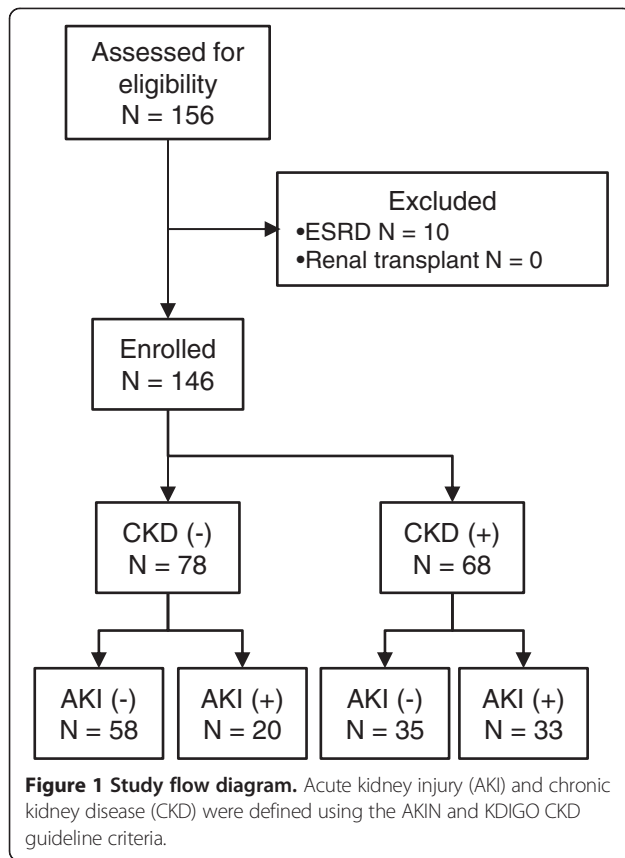 Assessed for
eligibility
N = 156
Excluded
•ESRD N = 10
•Renal transplant N = 0
Enrolled
N = 146
CKD (-)
N = 78
CKD (+)
N = 68
AKI (-)
N = 58
AKI (+)
N = 20
AKI (-)
N = 35
AKI (+)
N = 33
Figure 1 Study flow diagram. Acute kidney injury (AKI) and chronic
kidney disease (CKD) were defined using the AKIN and KDIGO CKD
guideline criteria.